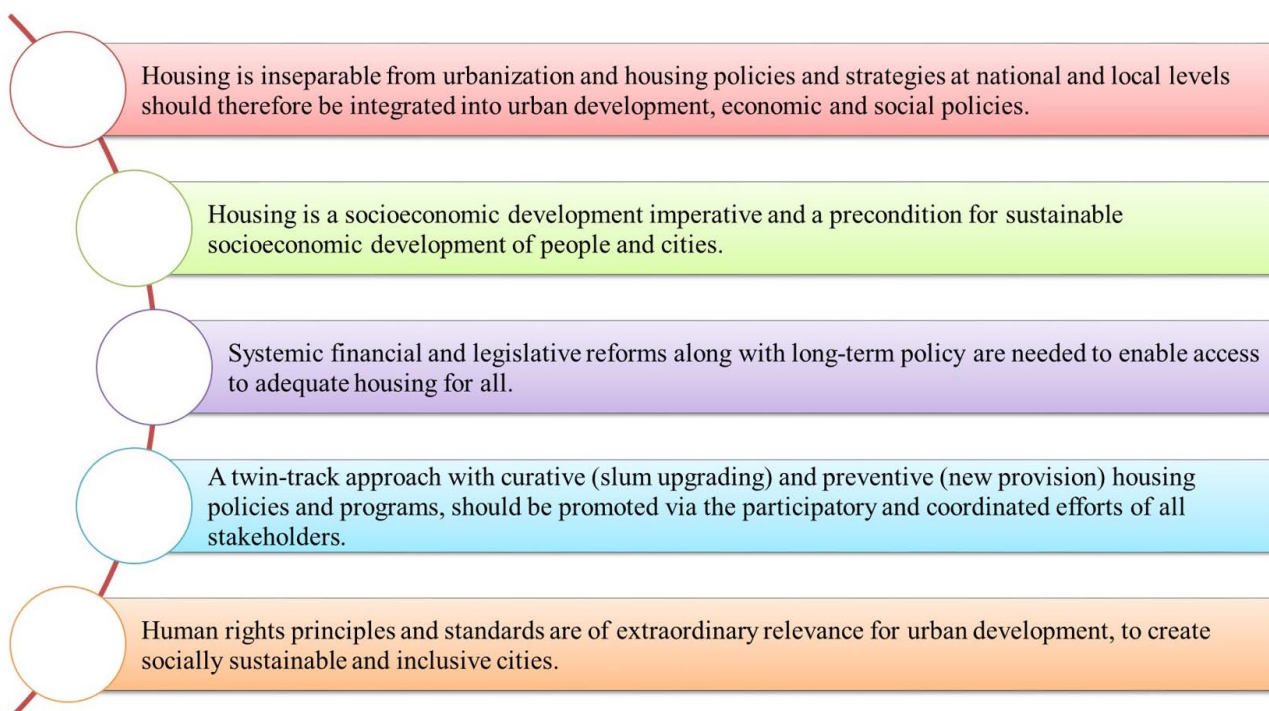 Housing is inseparable from urbanization and housing policies and strategies at national and local levels
should therefore be integrated into urban development, economic and social policies.
Housing is a socioeconomic development imperative and a precondition for sustainable
socioeconomic development of people and cities.
Systemic financial and legislative reforms along with long-term policy are needed to enable access
to adequate housing for all.
A twin-track approach with curative (slum upgrading) and preventive (new provision) housing
policies and programs, should be promoted via the participatory and coordinated efforts of all
stakeholders.
Human rights principles and standards are of extraordinary relevance for urban development, to create
socially sustainable and inclusive cities.